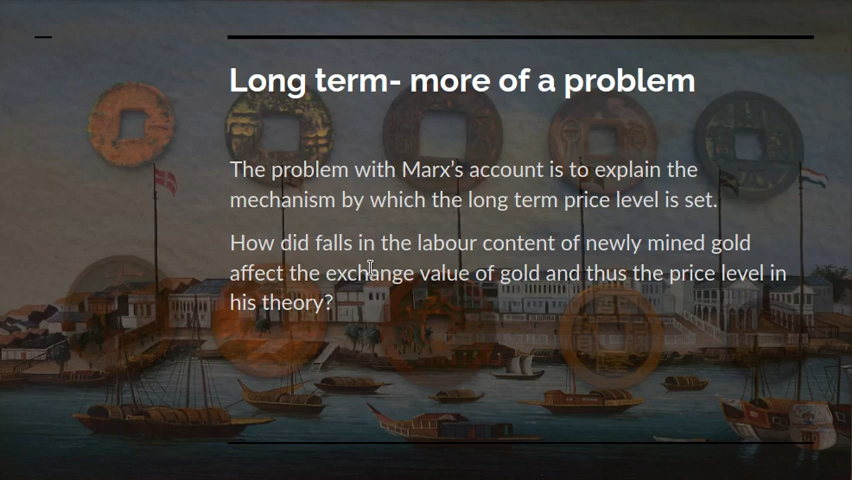 Long term- more of a problem
The problem with Marx’s account is to explain the
mechanism by which the long term price level is set.
How did falls in the labour content of newly mined gold
affect the exchange value of gold and thus the price level in
his theory?